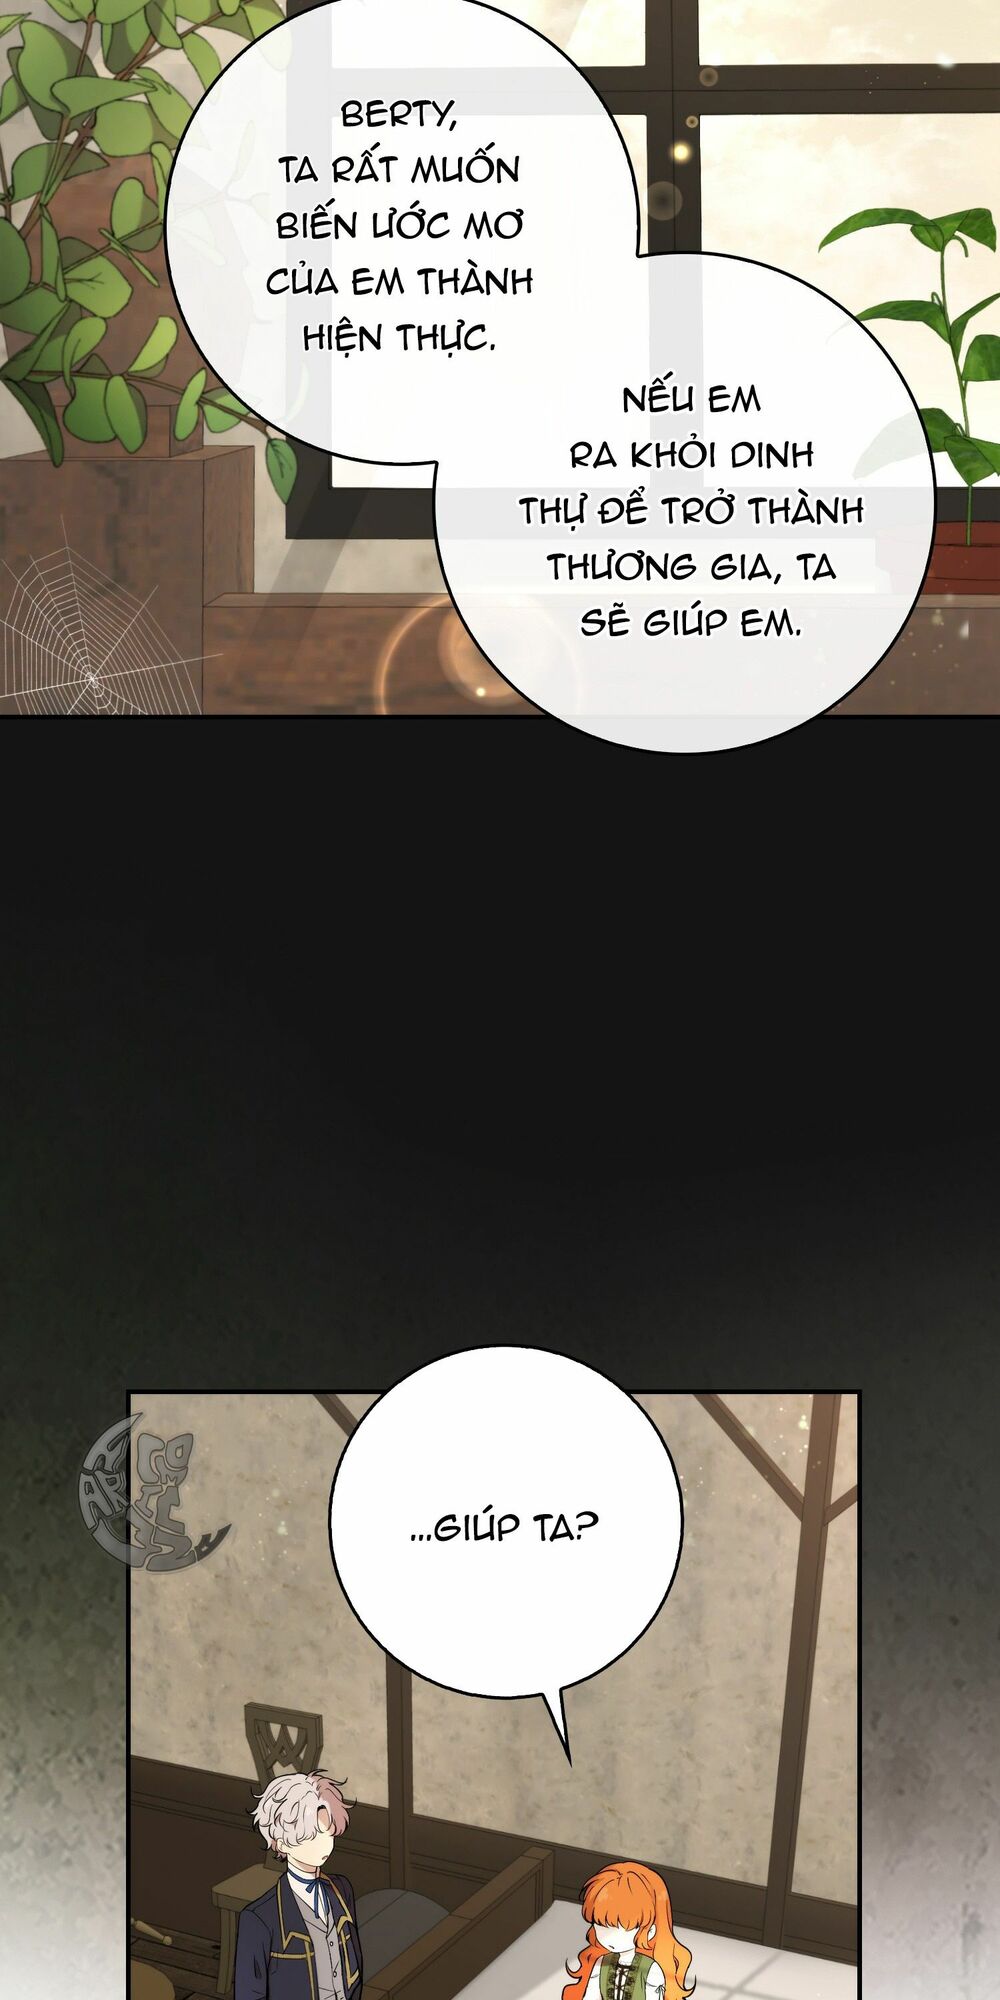 BERTY,
TA RẤT MUỐN
BIẾN ƯỚC MƠ
CỦA EM THÀNH
HIỆN THỰC.
NẾU EM
RA KHỎI DINH
THỰ ĐỂ TRỞ THÀNH
THƯƠNG GIA, TA
SẼ GIÚP EM.
...GIÚP TA?